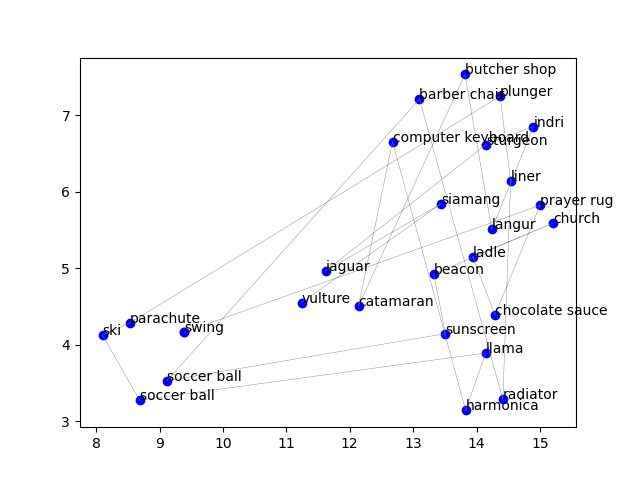 butcher shop
plunger
barber chair
indri
computer keyboard
sturgeon
liner
siamang
prayer rug
church
langur
ladle
jaguar
beacon
vulture
catamaran
chocolate sauce
parachute
swing
ski
sunscreen
llama
soccer ball
soccer ball
radiator
harmonica
7
6
5
4
3
8 9 10 11 12 13 14 15